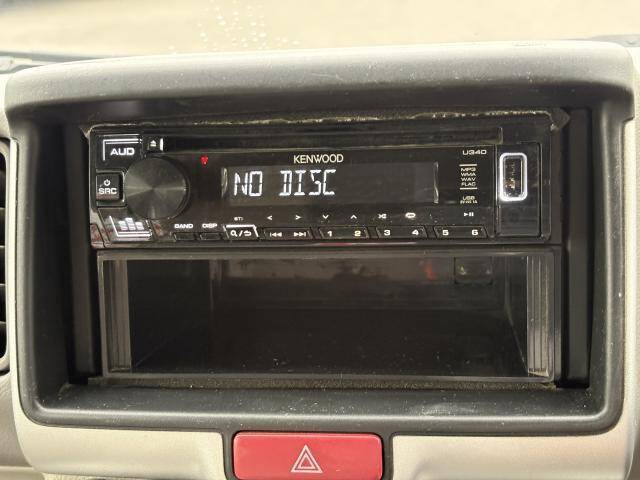 AUD
KENWOOD
U340
SRC
NO DISC
MP3
WMA
WAV
FLAC
USB
BAND DISP
1 2 3 4 5 6